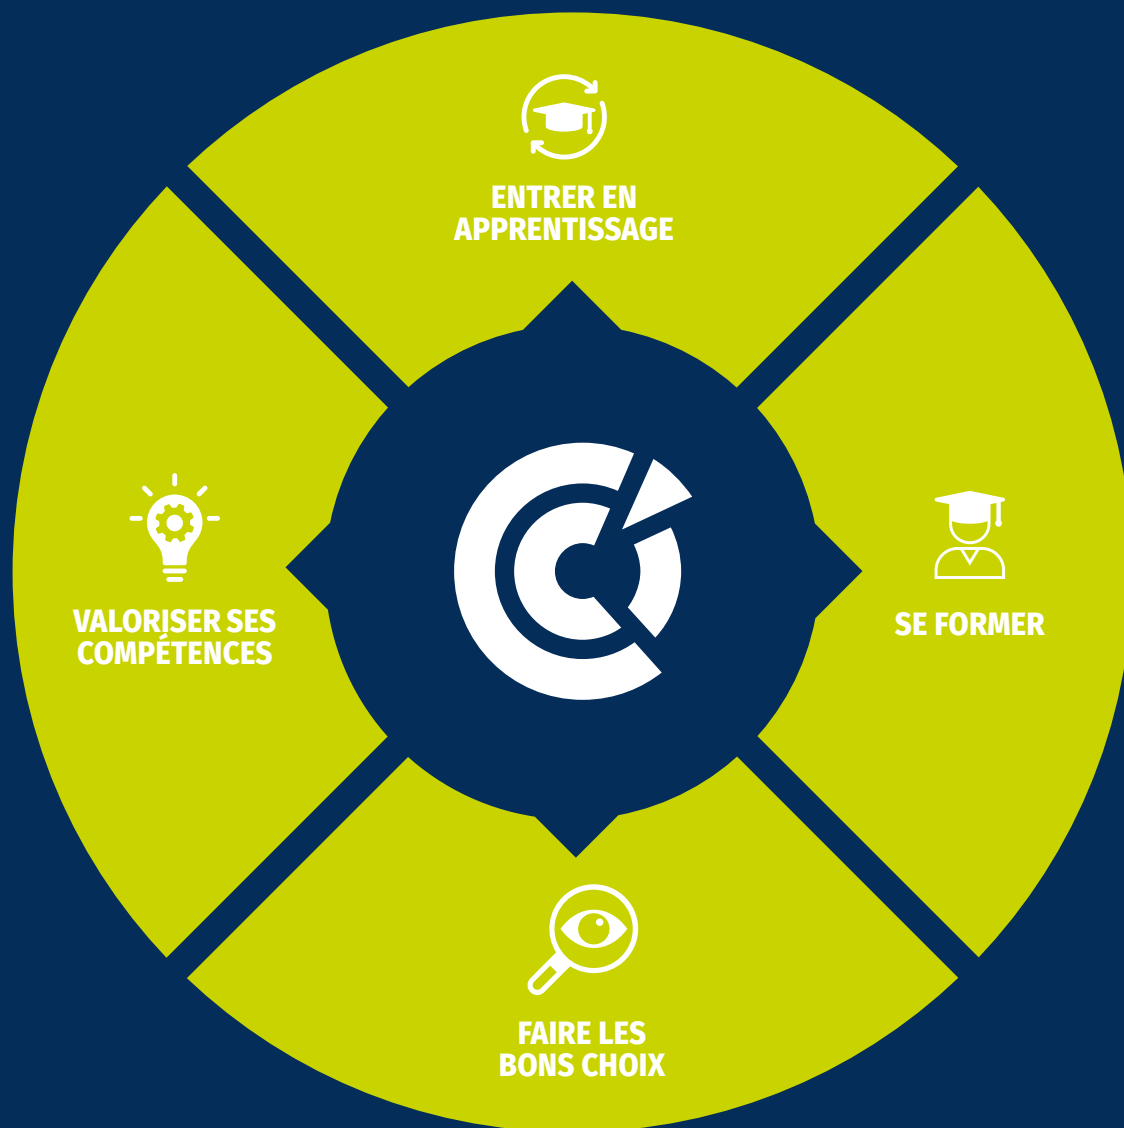 ENTRER EN
APPRENTISSAGE
VALORISER SES
COMPÉTENCES
SE FORMER
FAIRE LES
BONS CHOIX